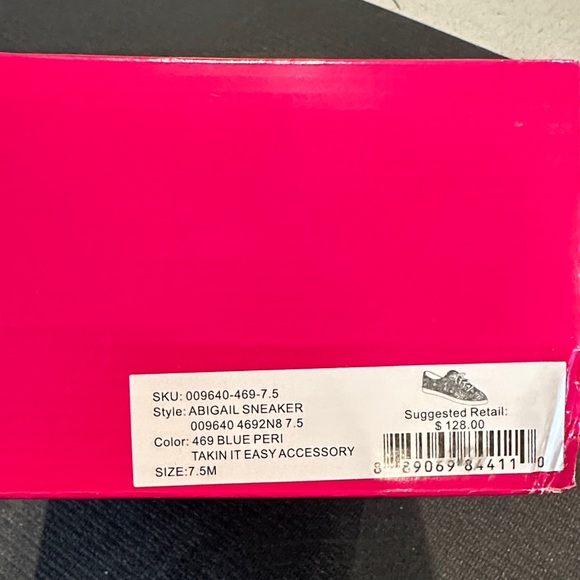 SKU: 009640-469-7.5
Style: ABIGAIL SNEAKER
009640 4692N8 7.5
Color: 469 BLUE PERI
TAKIN IT EASY ACCESSORY
SIZE:7.5M
Suggested Retail:
$ 128.00
8 89069 84411 0